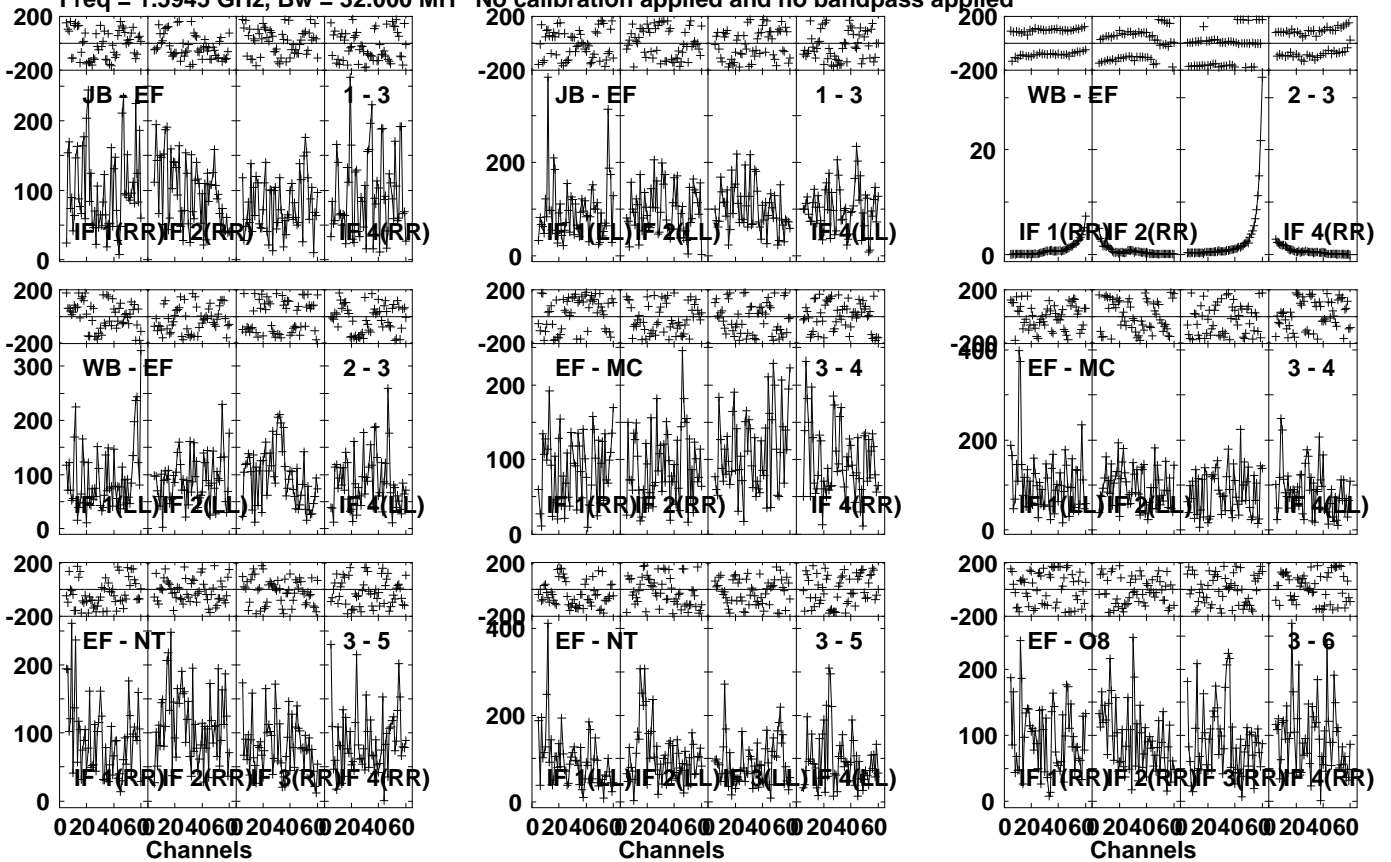 Freq = 1.5945 GHz, Bw = 32.000 MH No calibration applied and no bandpass applied
200
-200
JB - EF 1 - 3
200
100
0
IF 1(RR) IF 2(RR) IF 4(RR)
JB - EF 1 - 3
200
0
IF 1(LL) IF 2(LL) IF 4(LL)
200
-200
WB - EF 2 - 3
20
0
IF 1(RR) IF 2(RR) IF 4(RR)
200
-200
WB - EF 2 - 3
300
200
100
0
IF 1(LL) IF 2(LL) IF 4(LL)
EF - MC 3 - 4
200
100
0
IF 1(RR) IF 2(RR) IF 4(RR)
200
-200
400
EF - MC 3 - 4
200
0
IF 1(LL) IF 2(LL) IF 4(LL)
200
-200
EF - NT 3 - 5
200
100
0
IF 1(RR) IF 2(RR) IF 3(RR) IF 4(RR)
0 20 40 60 0 20 40 60 0 20 40 60 0 20 40 60
Channels
200
-200
400
EF - NT 3 - 5
200
0
IF 1(LL) IF 2(LL) IF 3(LL) IF 4(LL)
0 20 40 60 0 20 40 60 0 20 40 60 0 20 40 60
Channels
200
-200
EF - O8 3 - 6
200
100
0
IF 1(RR) IF 2(RR) IF 3(RR) IF 4(RR)
0 20 40 60 0 20 40 60 0 20 40 60 0 20 40 60
Channels